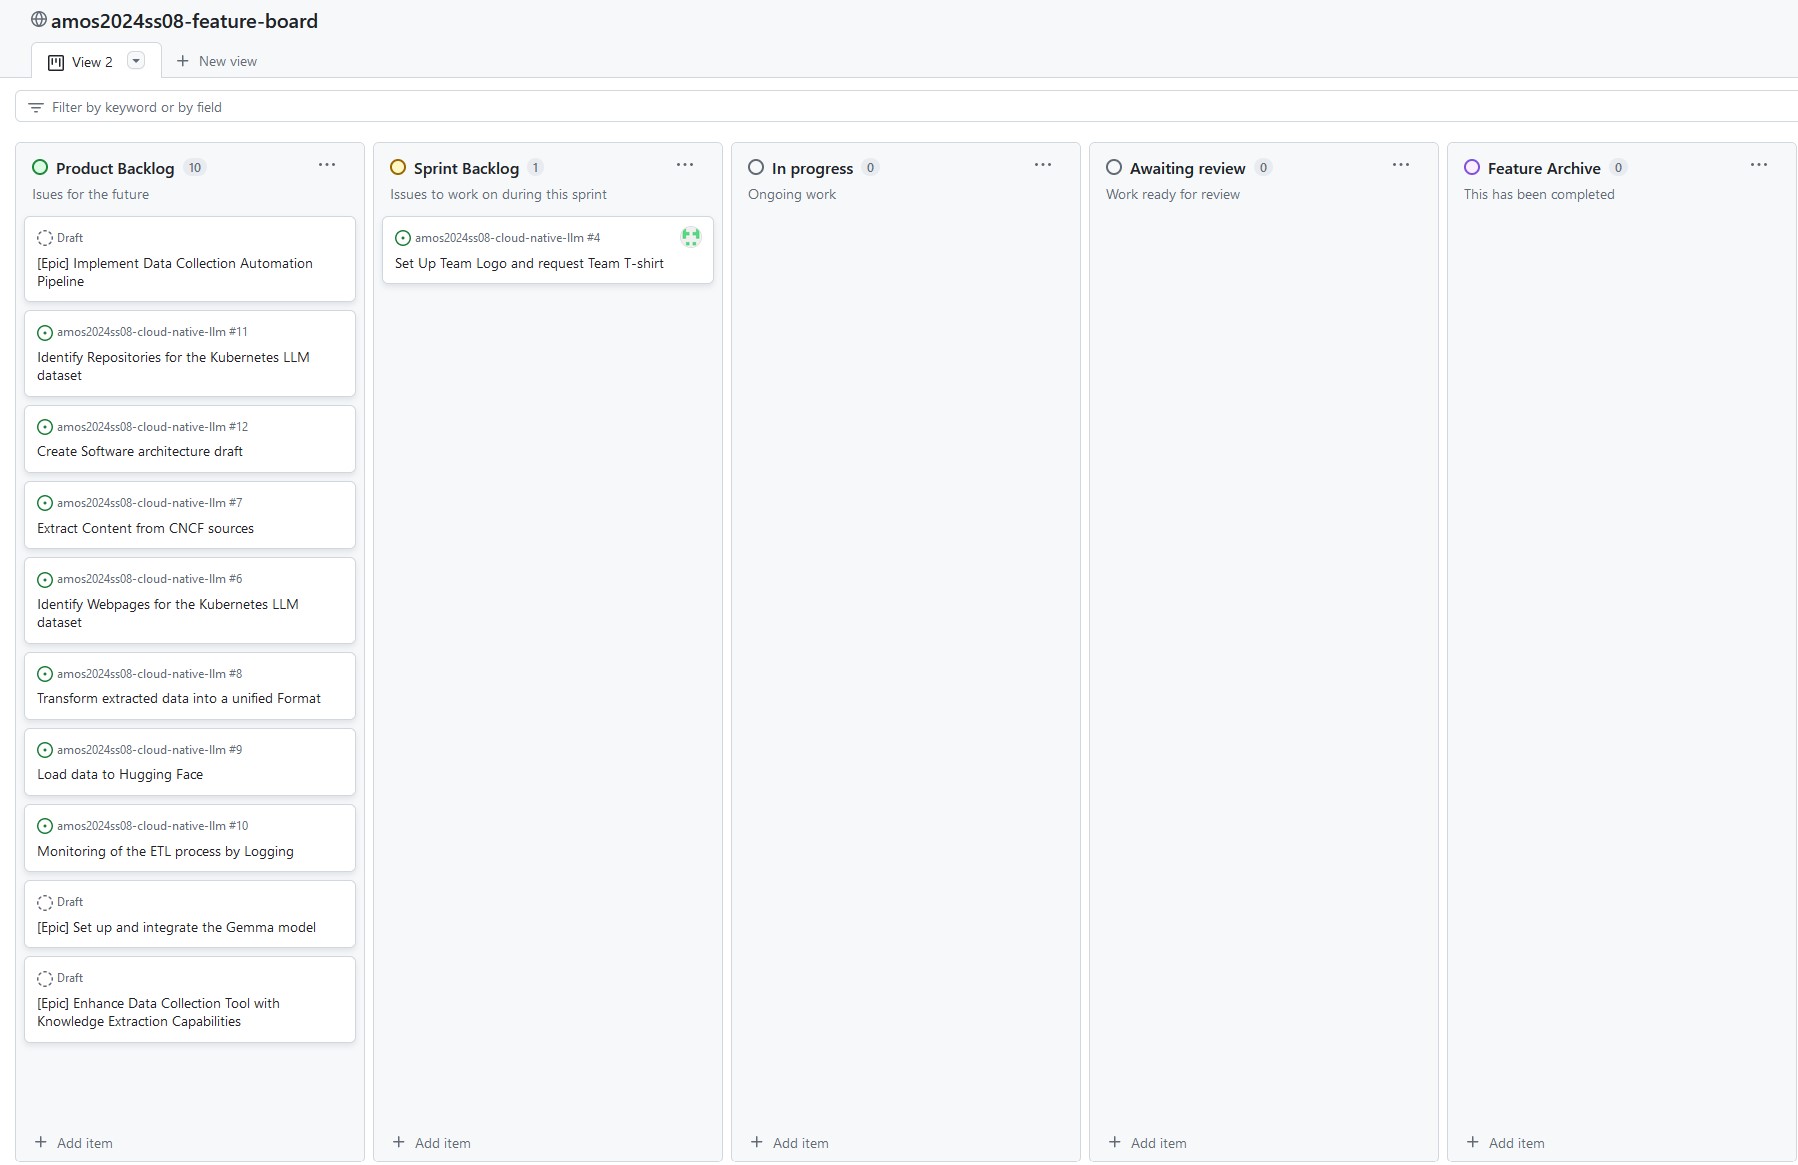 amos2024ss08-feature-board
View 2
New view
Filter by keyword or by field
Product Backlog 10
Isues for the future
Draft
[Epic] Implement Data Collection Automation
Pipeline
amos2024ss08-cloud-native-llm #11
Identify Repositories for the Kubernetes LLM
dataset
amos2024ss08-cloud-native-llm #12
Create Software architecture draft
amos2024ss08-cloud-native-llm #7
Extract Content from CNCF sources
amos2024ss08-cloud-native-llm #6
Identify Webpages for the Kubernetes LLM
dataset
amos2024ss08-cloud-native-llm #8
Transform extracted data into a unified Format
amos2024ss08-cloud-native-llm #9
Load data to Hugging Face
amos2024ss08-cloud-native-llm #10
Monitoring of the ETL process by Logging
Draft
[Epic] Set up and integrate the Gemma model
Draft
[Epic] Enhance Data Collection Tool with
Knowledge Extraction Capabilities
Add item
Sprint Backlog 1
Issues to work on during this sprint
amos2024ss08-cloud-native-llm #4
Set Up Team Logo and request Team T-shirt
Add item
In progress 0
Ongoing work
Add item
Awaiting review 0
Work ready for review
Add item
Feature Archive 0
This has been completed
Add item